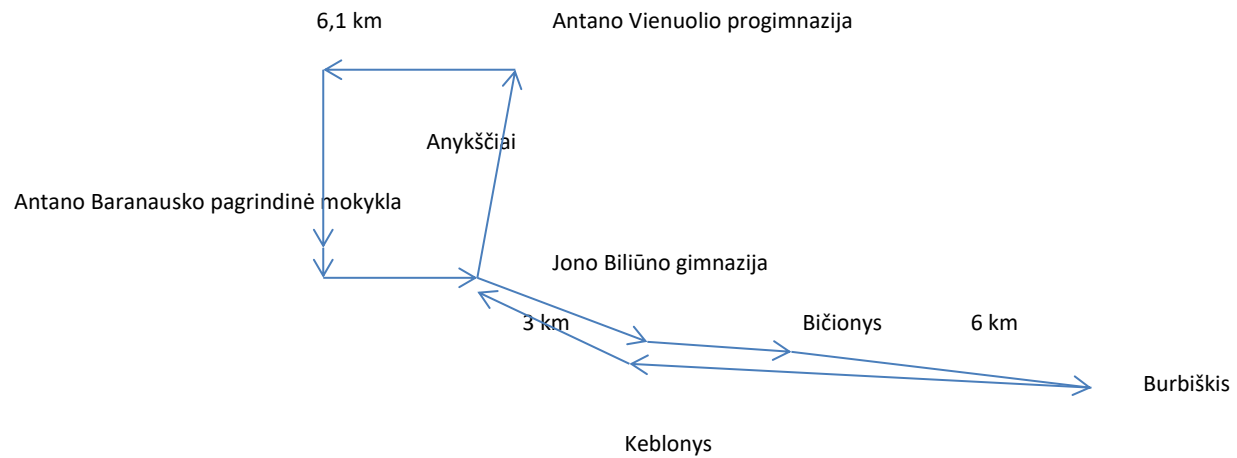 6,1 km Antano Vienuolio progimnazija
Anykščiai
Antano Baranausko pagrindinė mokykla
Jono Biliūno gimnazija
3 km Bičionys 6 km
Burbiškis
Keblonys